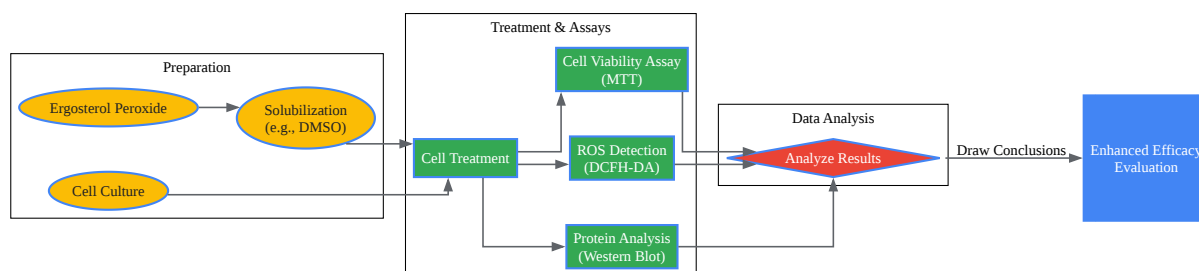 Preparation
Ergosterol Peroxide
Solubilization
(e.g., DMSO)
Cell Culture
Treatment & Assays
Cell Treatment
Cell Viability Assay
(MTT)
ROS Detection
(DCFH-DA)
Protein Analysis
(Western Blot)
Data Analysis
Analyze Results
Draw Conclusions
Enhanced Efficacy
Evaluation